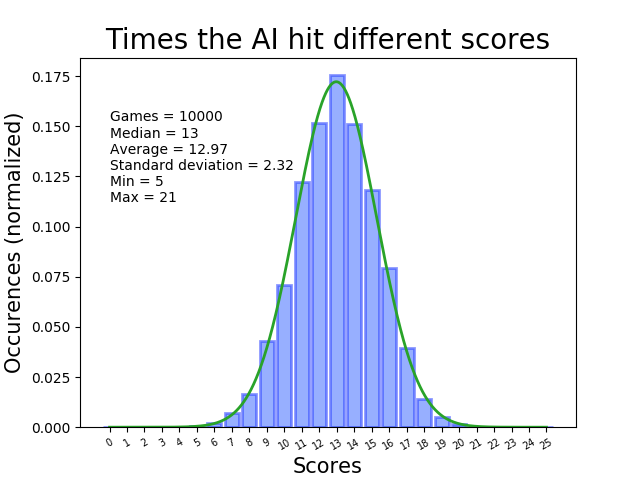 Times the AI hit different scores
Occurences (normalized)
0.175
0.150
0.125
0.100
0.075
0.050
0.025
0.000
Games = 10000
Median = 13
Average = 12.97
Standard deviation = 2.32
Min = 5
Max = 21
0 1 2 3 4 5 6 7 8 9 10 11 12 13 14 15 16 17 18 19 20 21 22 23 24 25
Scores